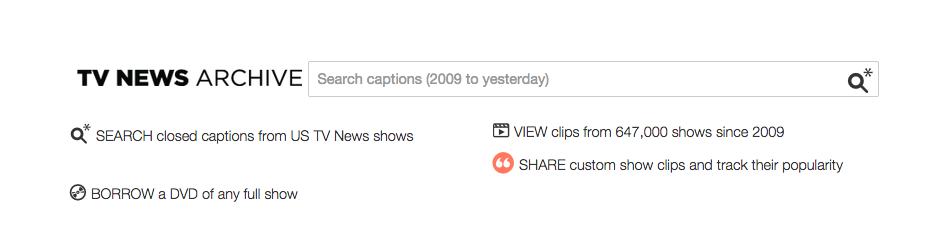 TV NEWS ARCHIVE
Search captions (2009 to yesterday)
SEARCH closed captions from US TV News shows
VIEW clips from 647,000 shows since 2009
SHARE custom show clips and track their popularity
BORROW a DVD of any full show